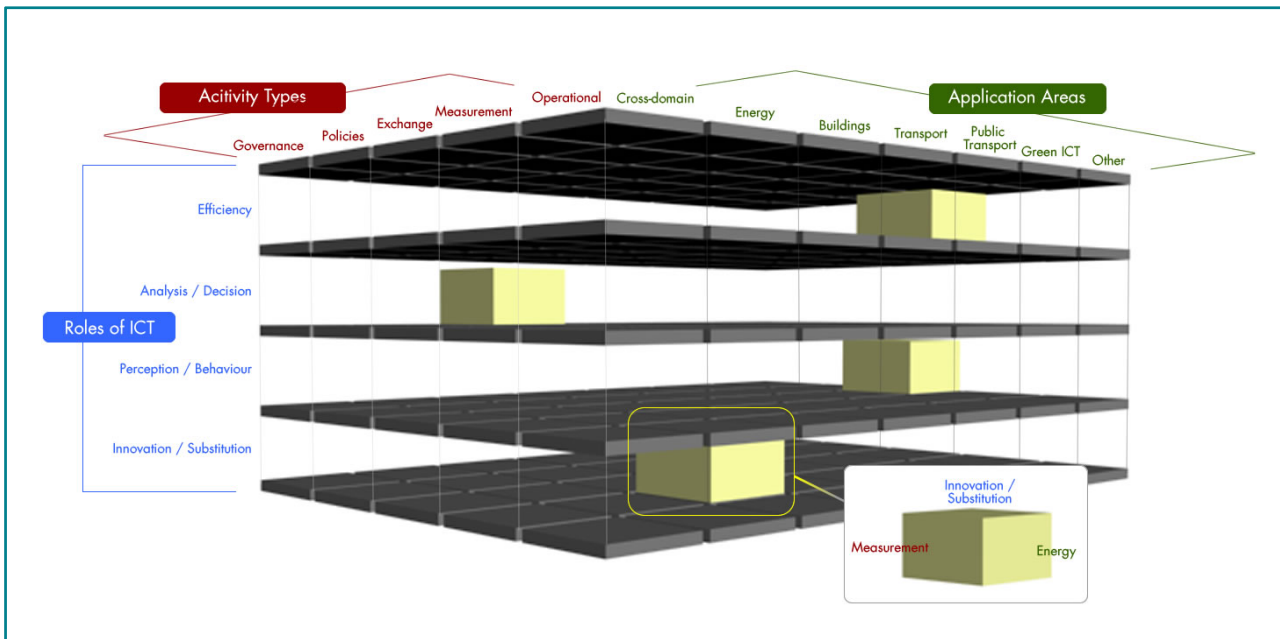 Acitivity Types
Application Areas
Governance
Policies
Exchange
Measurement
Operational
Cross-domain
Energy
Buildings
Transport
Public
Transport
Green ICT
Other
Roles of ICT
Efficiency
Analysis / Decision
Perception / Behaviour
Innovation / Substitution
Innovation /
Substitution
Measurement
Energy